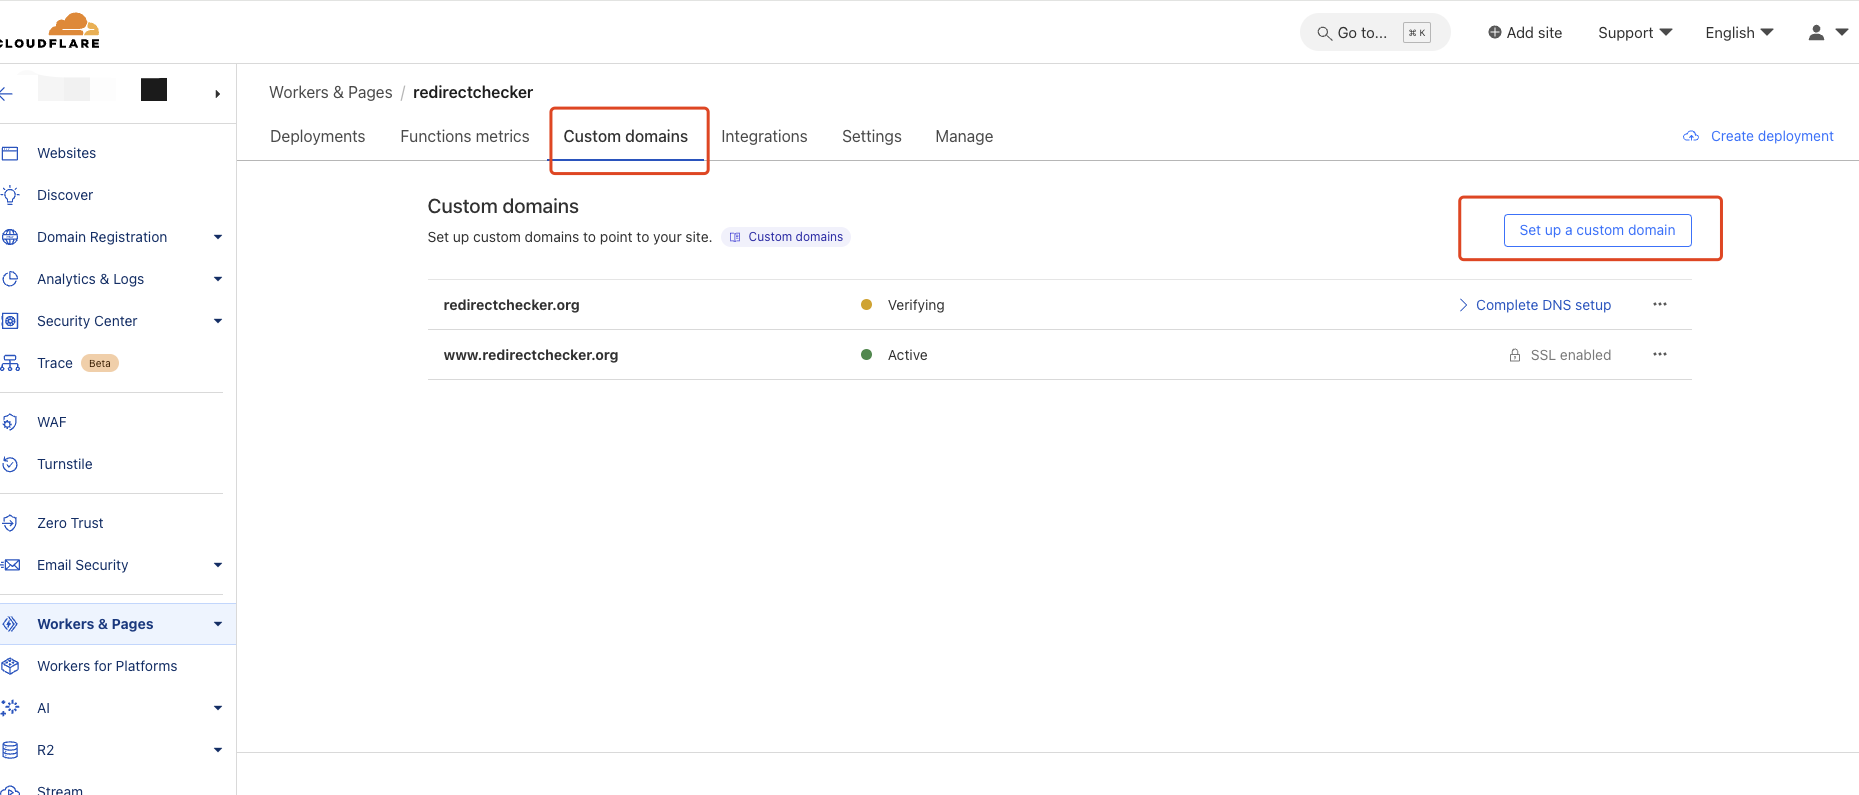 CLOUDFLARE
Go to... ⌘ K
Add site
Support
English
Workers & Pages / redirectchecker
Deployments Functions metrics Custom domains Integrations Settings Manage
Create deployment
Websites
Discover
Domain Registration
Analytics & Logs
Security Center
Trace Beta
WAF
Turnstile
Zero Trust
Email Security
Workers & Pages
Workers for Platforms
AI
R2
Stream
Custom domains
Set up custom domains to point to your site. Custom domains
Set up a custom domain
redirectchecker.org Verifying Complete DNS setup ...
www.redirectchecker.org Active SSL enabled ...